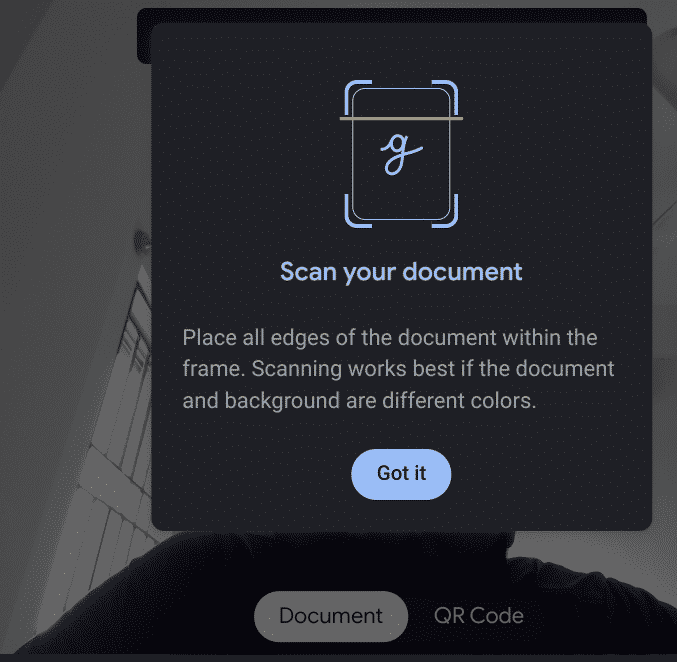 g
Scan your document
Place all edges of the document within the
frame. Scanning works best if the document
and background are different colors.
Got it
Document
QR Code